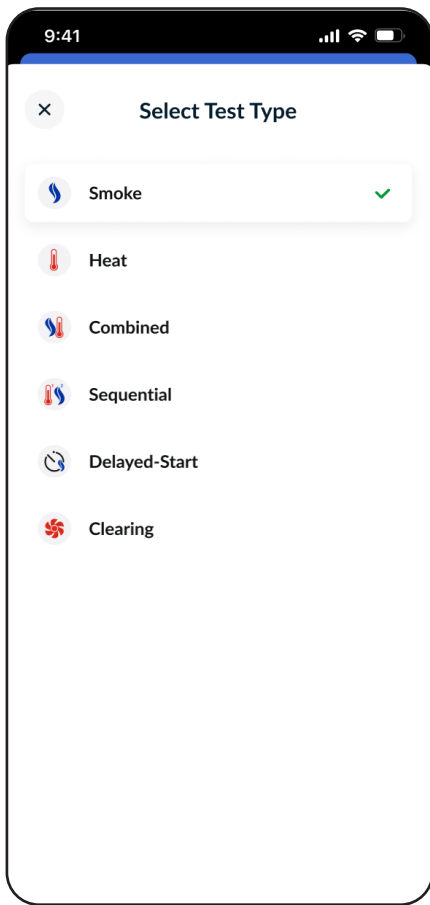 9:41
Select Test Type
Smoke
Heat
Combined
Sequential
Delayed-Start
Clearing